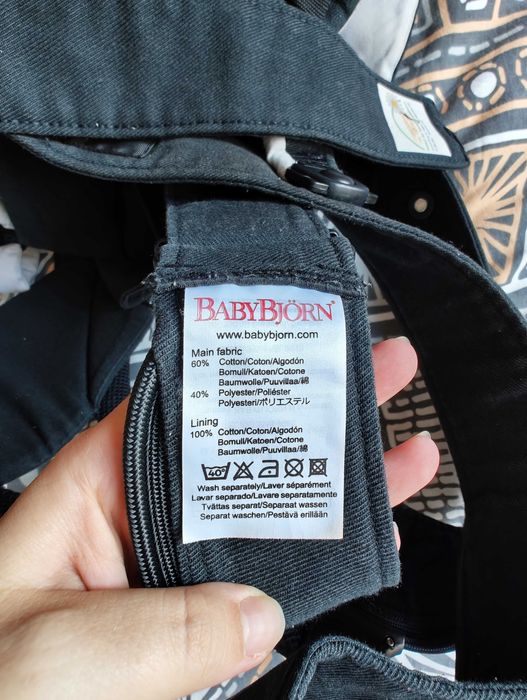 BABYBJÖRN®
www.babybjorn.com
Main fabric
60% Cotton/Coton/Algodón
Bomull/Katoen/Cotone
Baumwolle/Puuvillaa/綿
40% Polyester/Poliéster
Polyesteri/ポリエステル
Lining
100% Cotton/Coton/Algodón
Bomull/Katoen/Cotone
Baumwolle/Puuvillaa/綿
40°
Wash separately/Laver séparément
Lavar separado/Lavare separatamente
Tvättas separat/Separat wassen
Separat waschen/Pestävä erillään